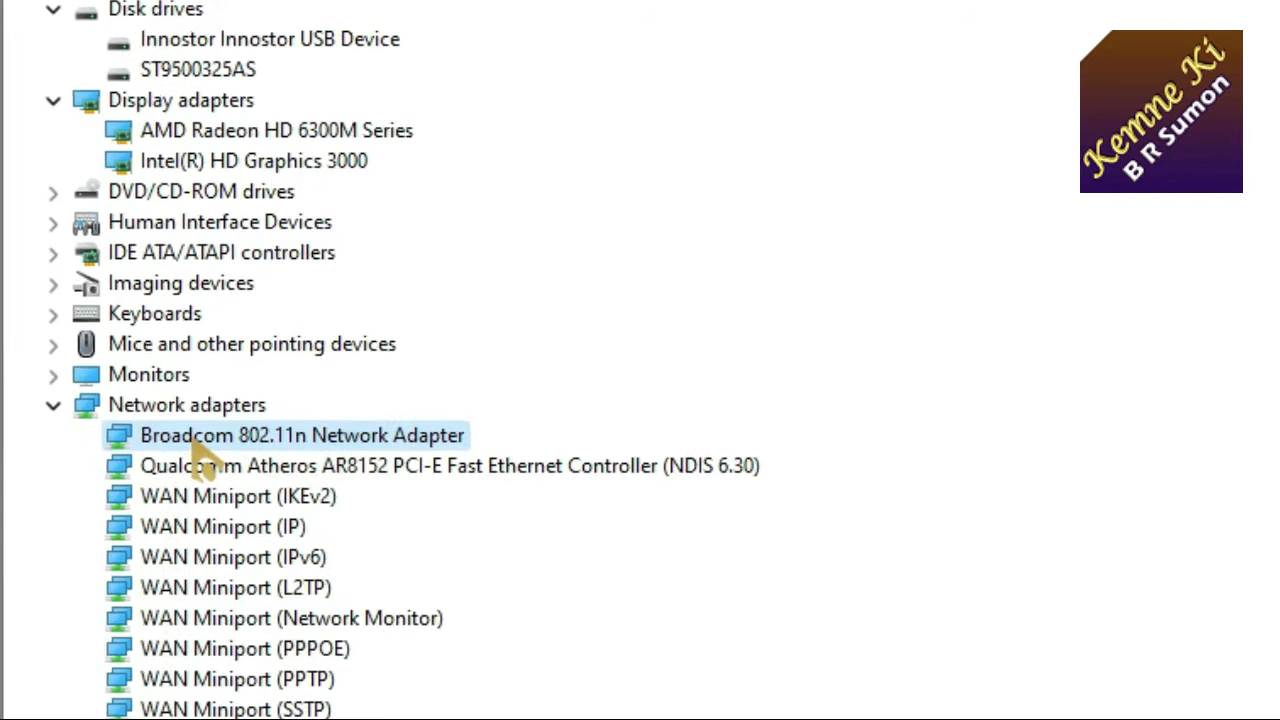 Disk drives
Innostor Innostor USB Device
ST9500325AS
Display adapters
AMD Radeon HD 6300M Series
Intel(R) HD Graphics 3000
DVD/CD-ROM drives
Human Interface Devices
IDE ATA/ATAPI controllers
Imaging devices
Keyboards
Mice and other pointing devices
Monitors
Network adapters
Broadcom 802.11n Network Adapter
Qualcomm Atheros AR8152 PCI-E Fast Ethernet Controller (NDIS 6.30)
WAN Miniport (IKEv2)
WAN Miniport (IP)
WAN Miniport (IPv6)
WAN Miniport (L2TP)
WAN Miniport (Network Monitor)
WAN Miniport (PPPOE)
WAN Miniport (PPTP)
WAN Miniport (SSTP)
Kemne Ki
B R Sumon